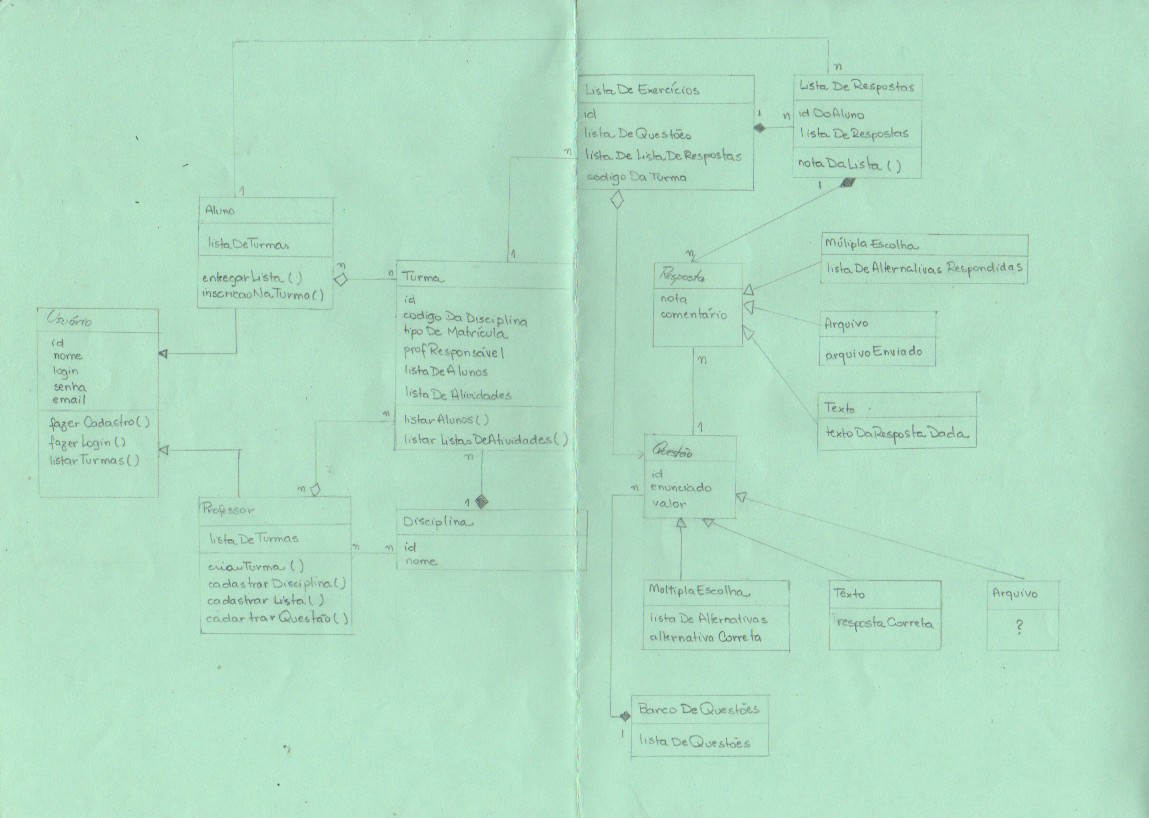 n
Lista De Exercícios
id
lista De Questões
lista De Lista De Respostas
codigo Da Turma
1
n
n
Lista De Respostas
id Do Aluno
lista De Respostas
nota Da Lista ( )
1
1
Aluno
lista De Turmas
entregar Lista ( )
inscricao Na Turma ( )
n
n
1
Turma
id
codigo Da Disciplina
tipo De Matrícula
prof Responsável
lista De Alunos
lista De Atividades
listar Alunos ( )
listar Listas De Atividades ( )
n
n
Usuário
id
nome
login
senha
email
fazer Cadastro ( )
fazer Login ( )
listar Turmas ( )
n
Professor
lista De Turmas
criar Turma ( )
cadastrar Disciplina ( )
cadastrar Lista ( )
cadartrar Questão ( )
n
n
1
Disciplina
id
nome
n
Resposta
nota
comentário
n
1
Múltipla Escolha
lista De Alternativas Respondidas
Arquivo
arquivo Enviado
Texto
texto Da Resposta Dada
Questão
id
enunciado
valor
n
Moltipla Escolha
lista De Alternativas
alternativa Correta
Texto
resposta Correta
Arquivo
?
Banco De Questões
lista De Questões
1